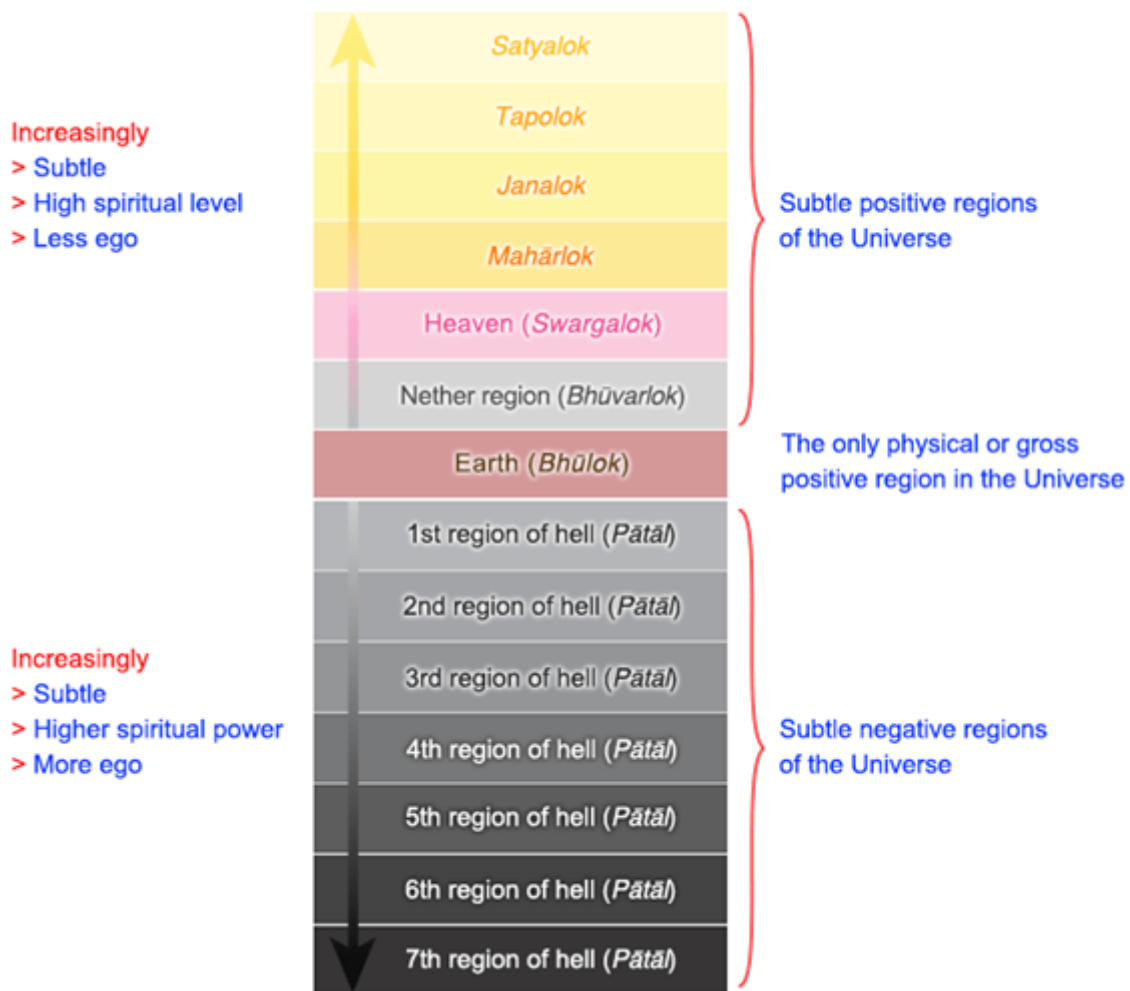 Satyalok
Tapolok
Janalok
Mahārlok
Heaven (Swargalok)
Nether region (Bhūvarlok)
Earth (Bhūlok)
1st region of hell (Pātāl)
2nd region of hell (Pātāl)
3rd region of hell (Pātāl)
4th region of hell (Pātāl)
5th region of hell (Pātāl)
6th region of hell (Pātāl)
7th region of hell (Pātāl)
Increasingly
> Subtle
> High spiritual level
> Less ego
Increasingly
> Subtle
> Higher spiritual power
> More ego
Subtle positive regions
of the Universe
The only physical or gross
positive region in the Universe
Subtle negative regions
of the Universe